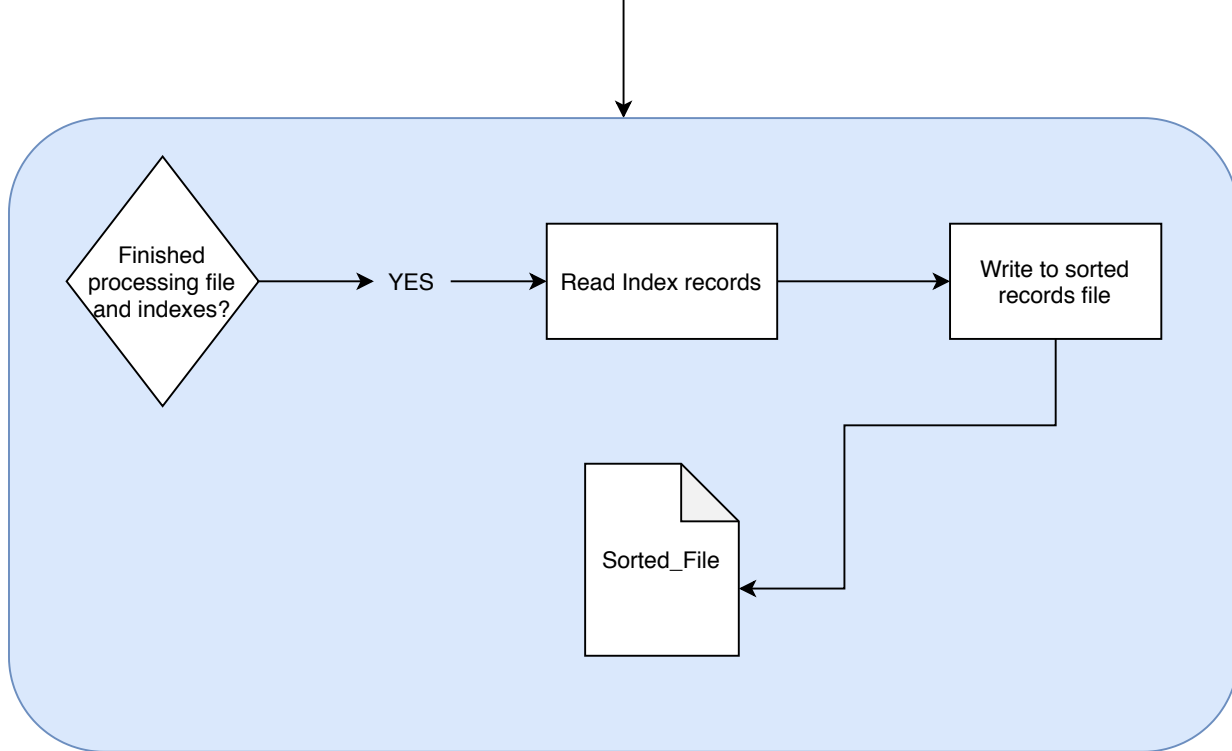 Finished
processing file
and indexes?
YES
Read Index records
Write to sorted
records file
Sorted_File